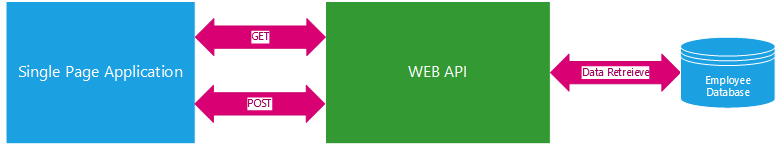 Single Page Application
GET
POST
WEB API
Data Retreieve
Employee
Database